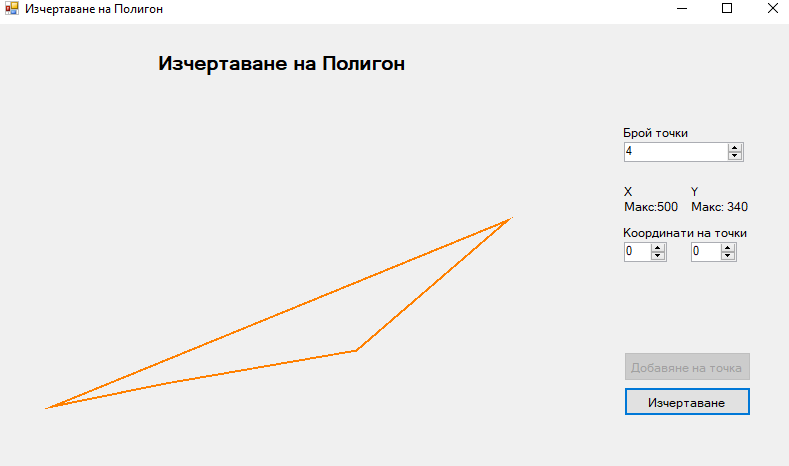 Изчертаване на Полигон
Изчертаване на Полигон
Брой точки
4
X Y
Макс:500 Макс: 340
Координати на точки
0 0
Добавяне на точка
Изчертаване